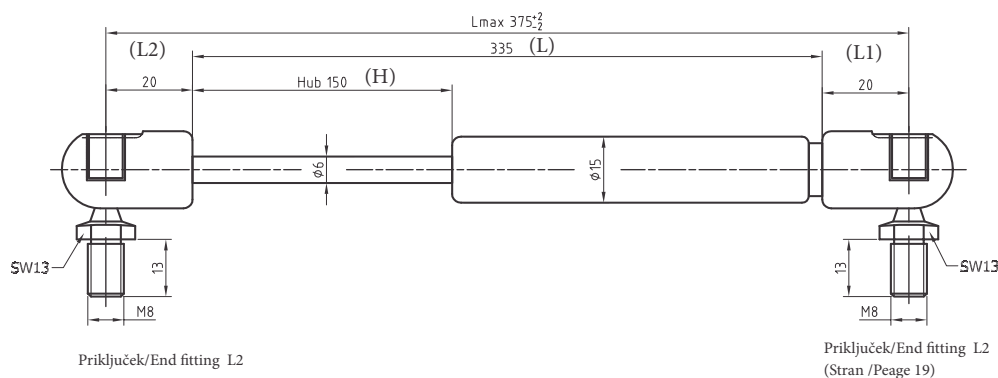 Lmax 375 +2 -2
(L2)
335 (L)
(L1)
20
Hub 150 (H)
20
ϕ6
ϕ15
SW13
13
M8
13
SW13
M8
Priključek/End fitting L2
Priključek/End fitting L2
(Stran /Peage 19)